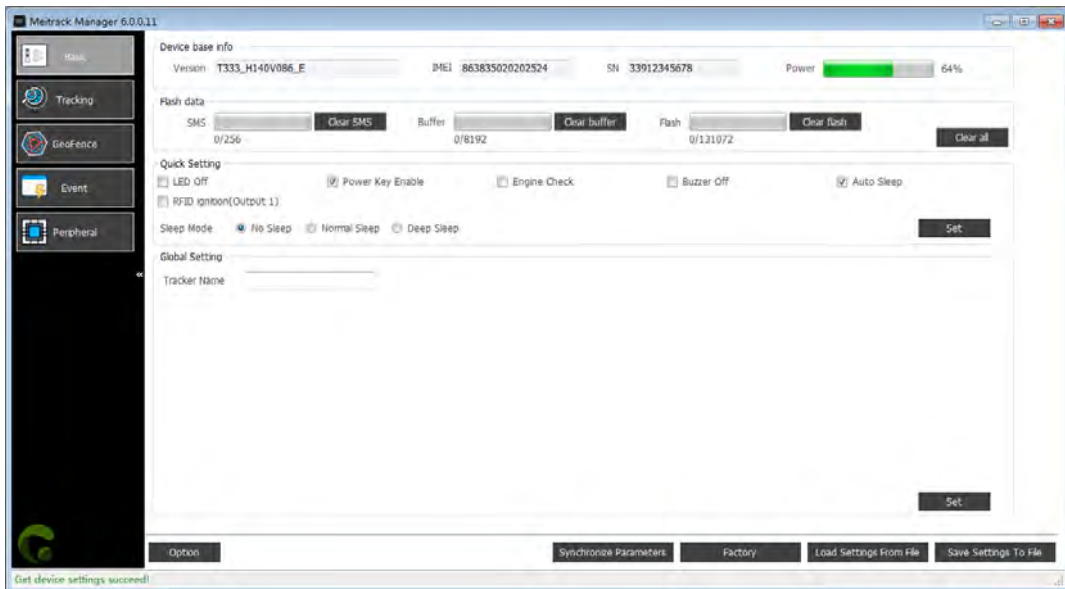 Meitrack Manager 6.0.0.11
Basic
Tracking
GeoFence
Event
Peripheral
«
Device base info
Version T333_H140V086_E IMEI 863835020202524 SN 33912345678 Power 64%
Flash data
SMS Clear SMS Buffer Clear buffer Flash Clear flash
0/256 0/8192 0/131072 Clear all
Quick Setting
LED Off Power Key Enable Engine Check Buzzer Off Auto Sleep
RFID ignition(Output 1)
Sleep Mode No Sleep Normal Sleep Deep Sleep Set
Global Setting
Tracker Name
Set
Option Synchronize Parameters Factory Load Settings From File Save Settings To File
Get device settings succeed!